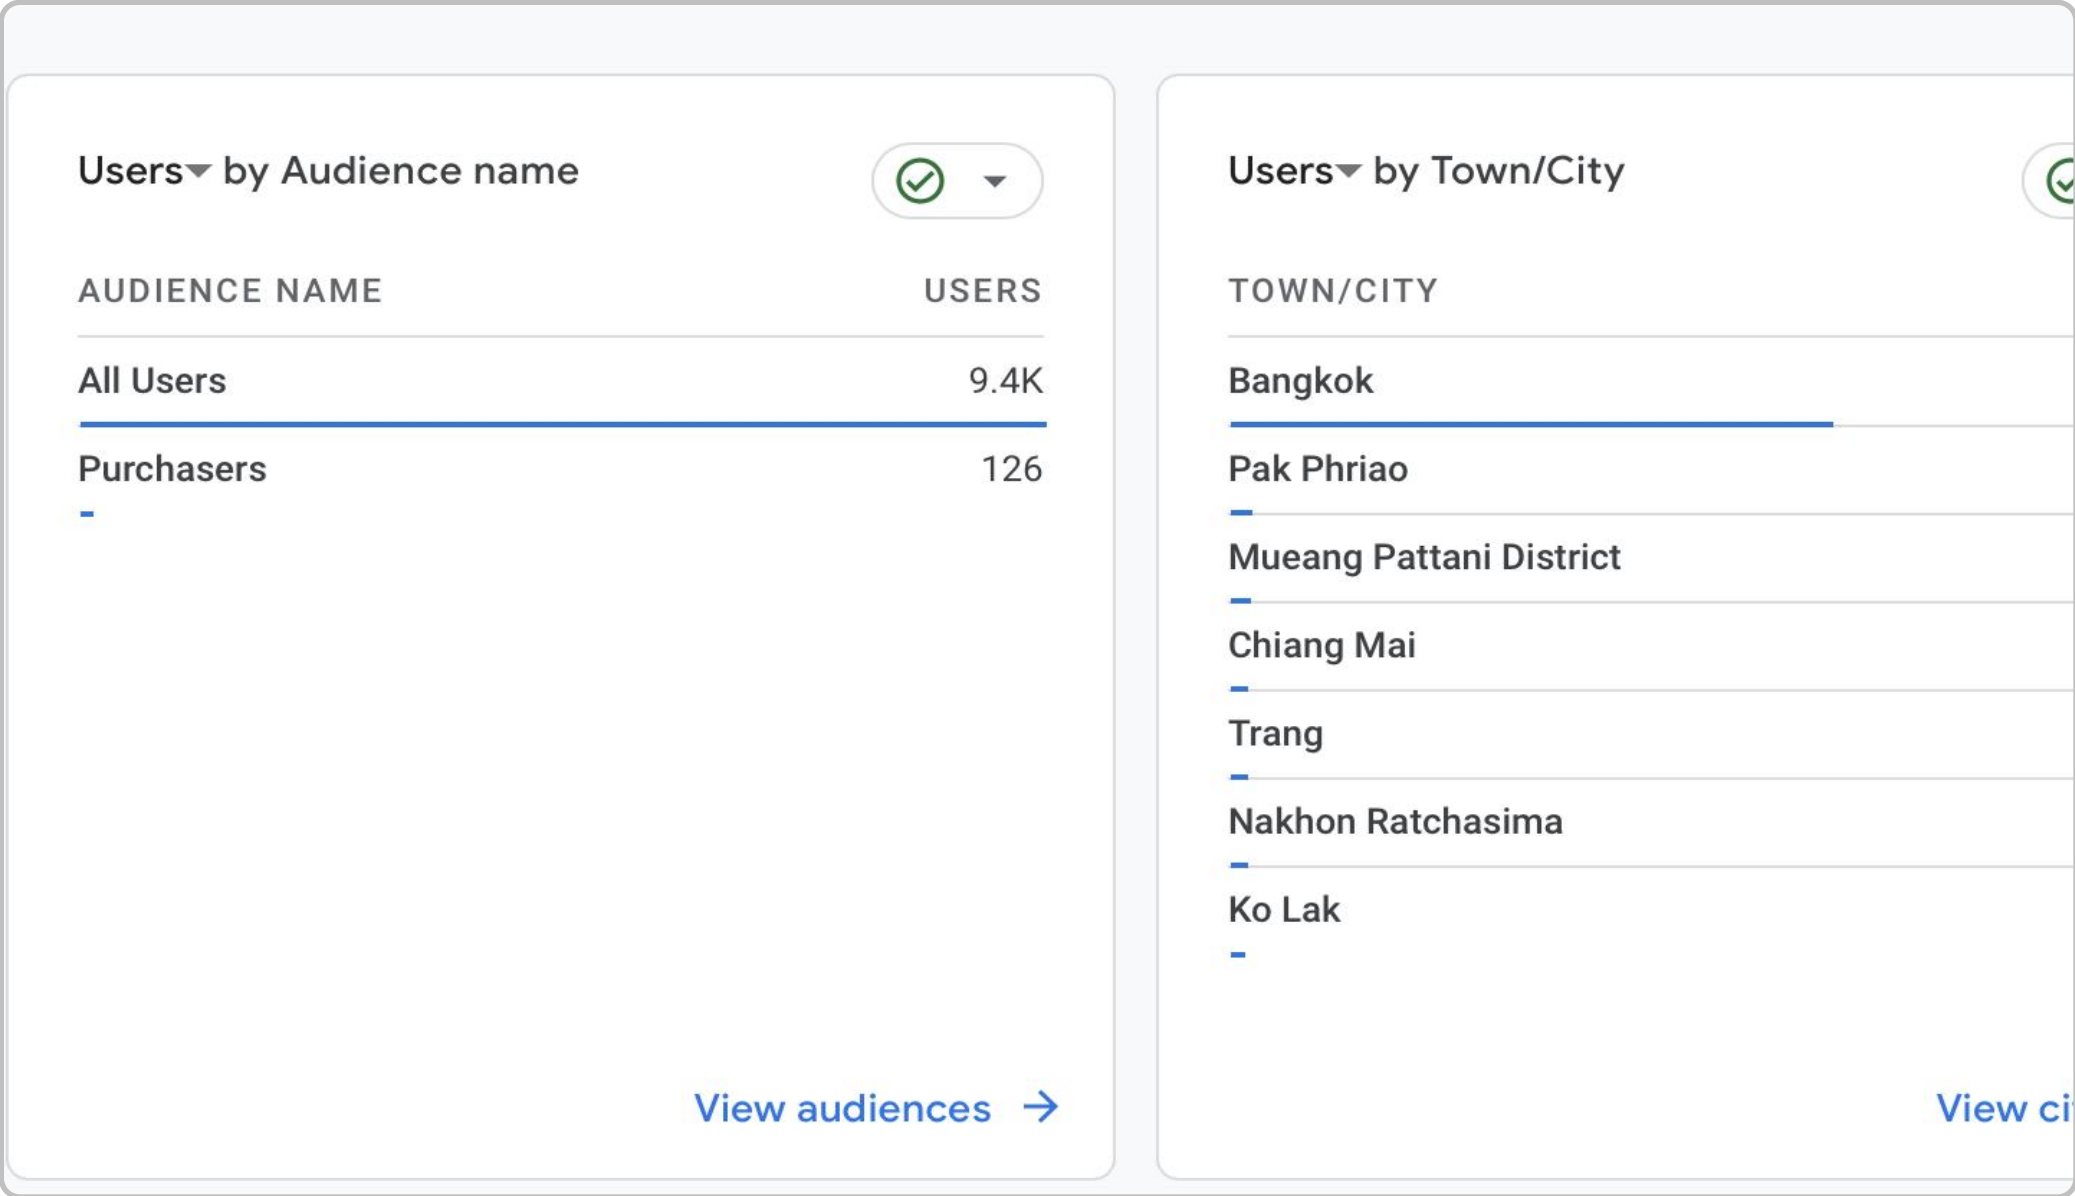 Users by Audience name
AUDIENCE NAME USERS
All Users 9.4K
Purchasers 126
View audiences
Users by Town/City
TOWN/CITY
Bangkok
Pak Phriao
Mueang Pattani District
Chiang Mai
Trang
Nakhon Ratchasima
Ko Lak
View